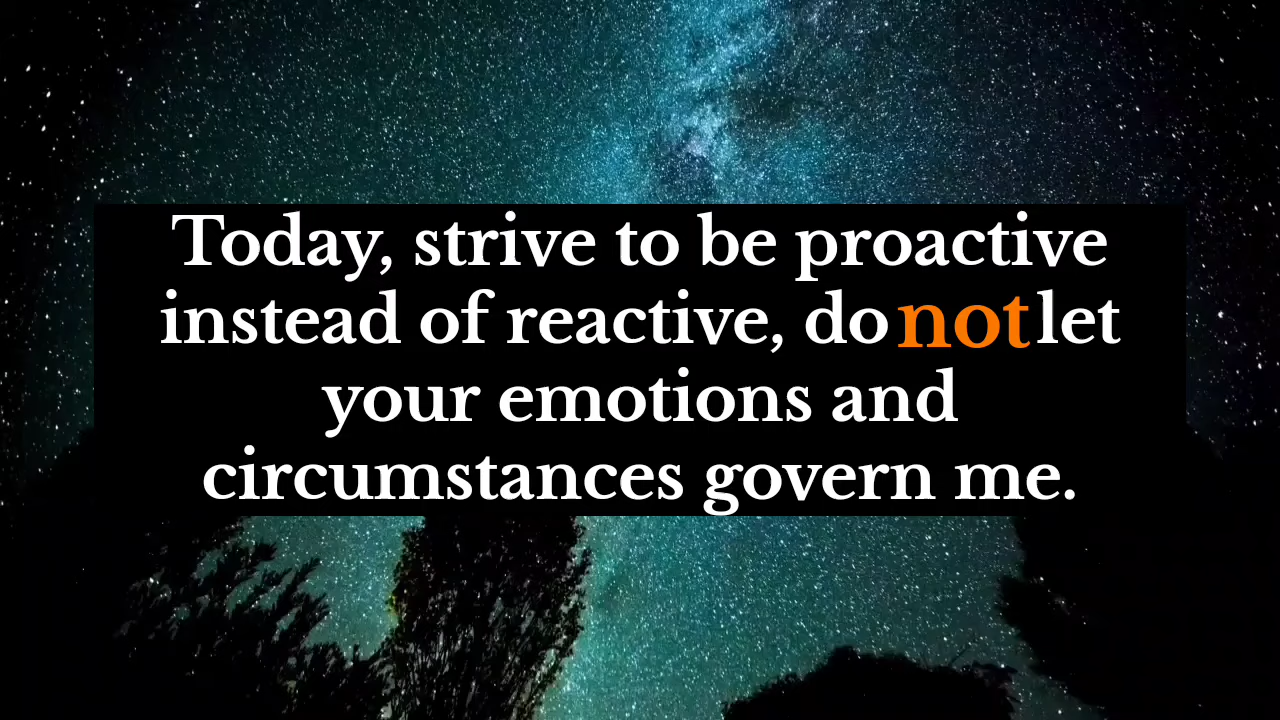 Today, strive to be proactive
instead of reactive, do not let
your emotions and
circumstances govern me.